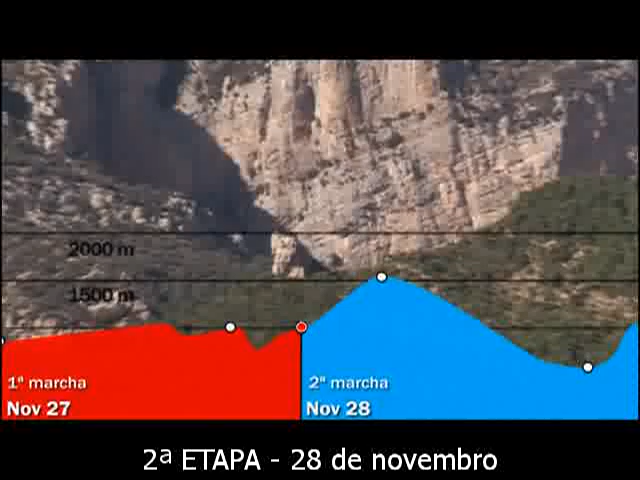 2000 m
1500 m
1ª marcha
Nov 27
2ª marcha
Nov 28
2ª ETAPA - 28 de novembro